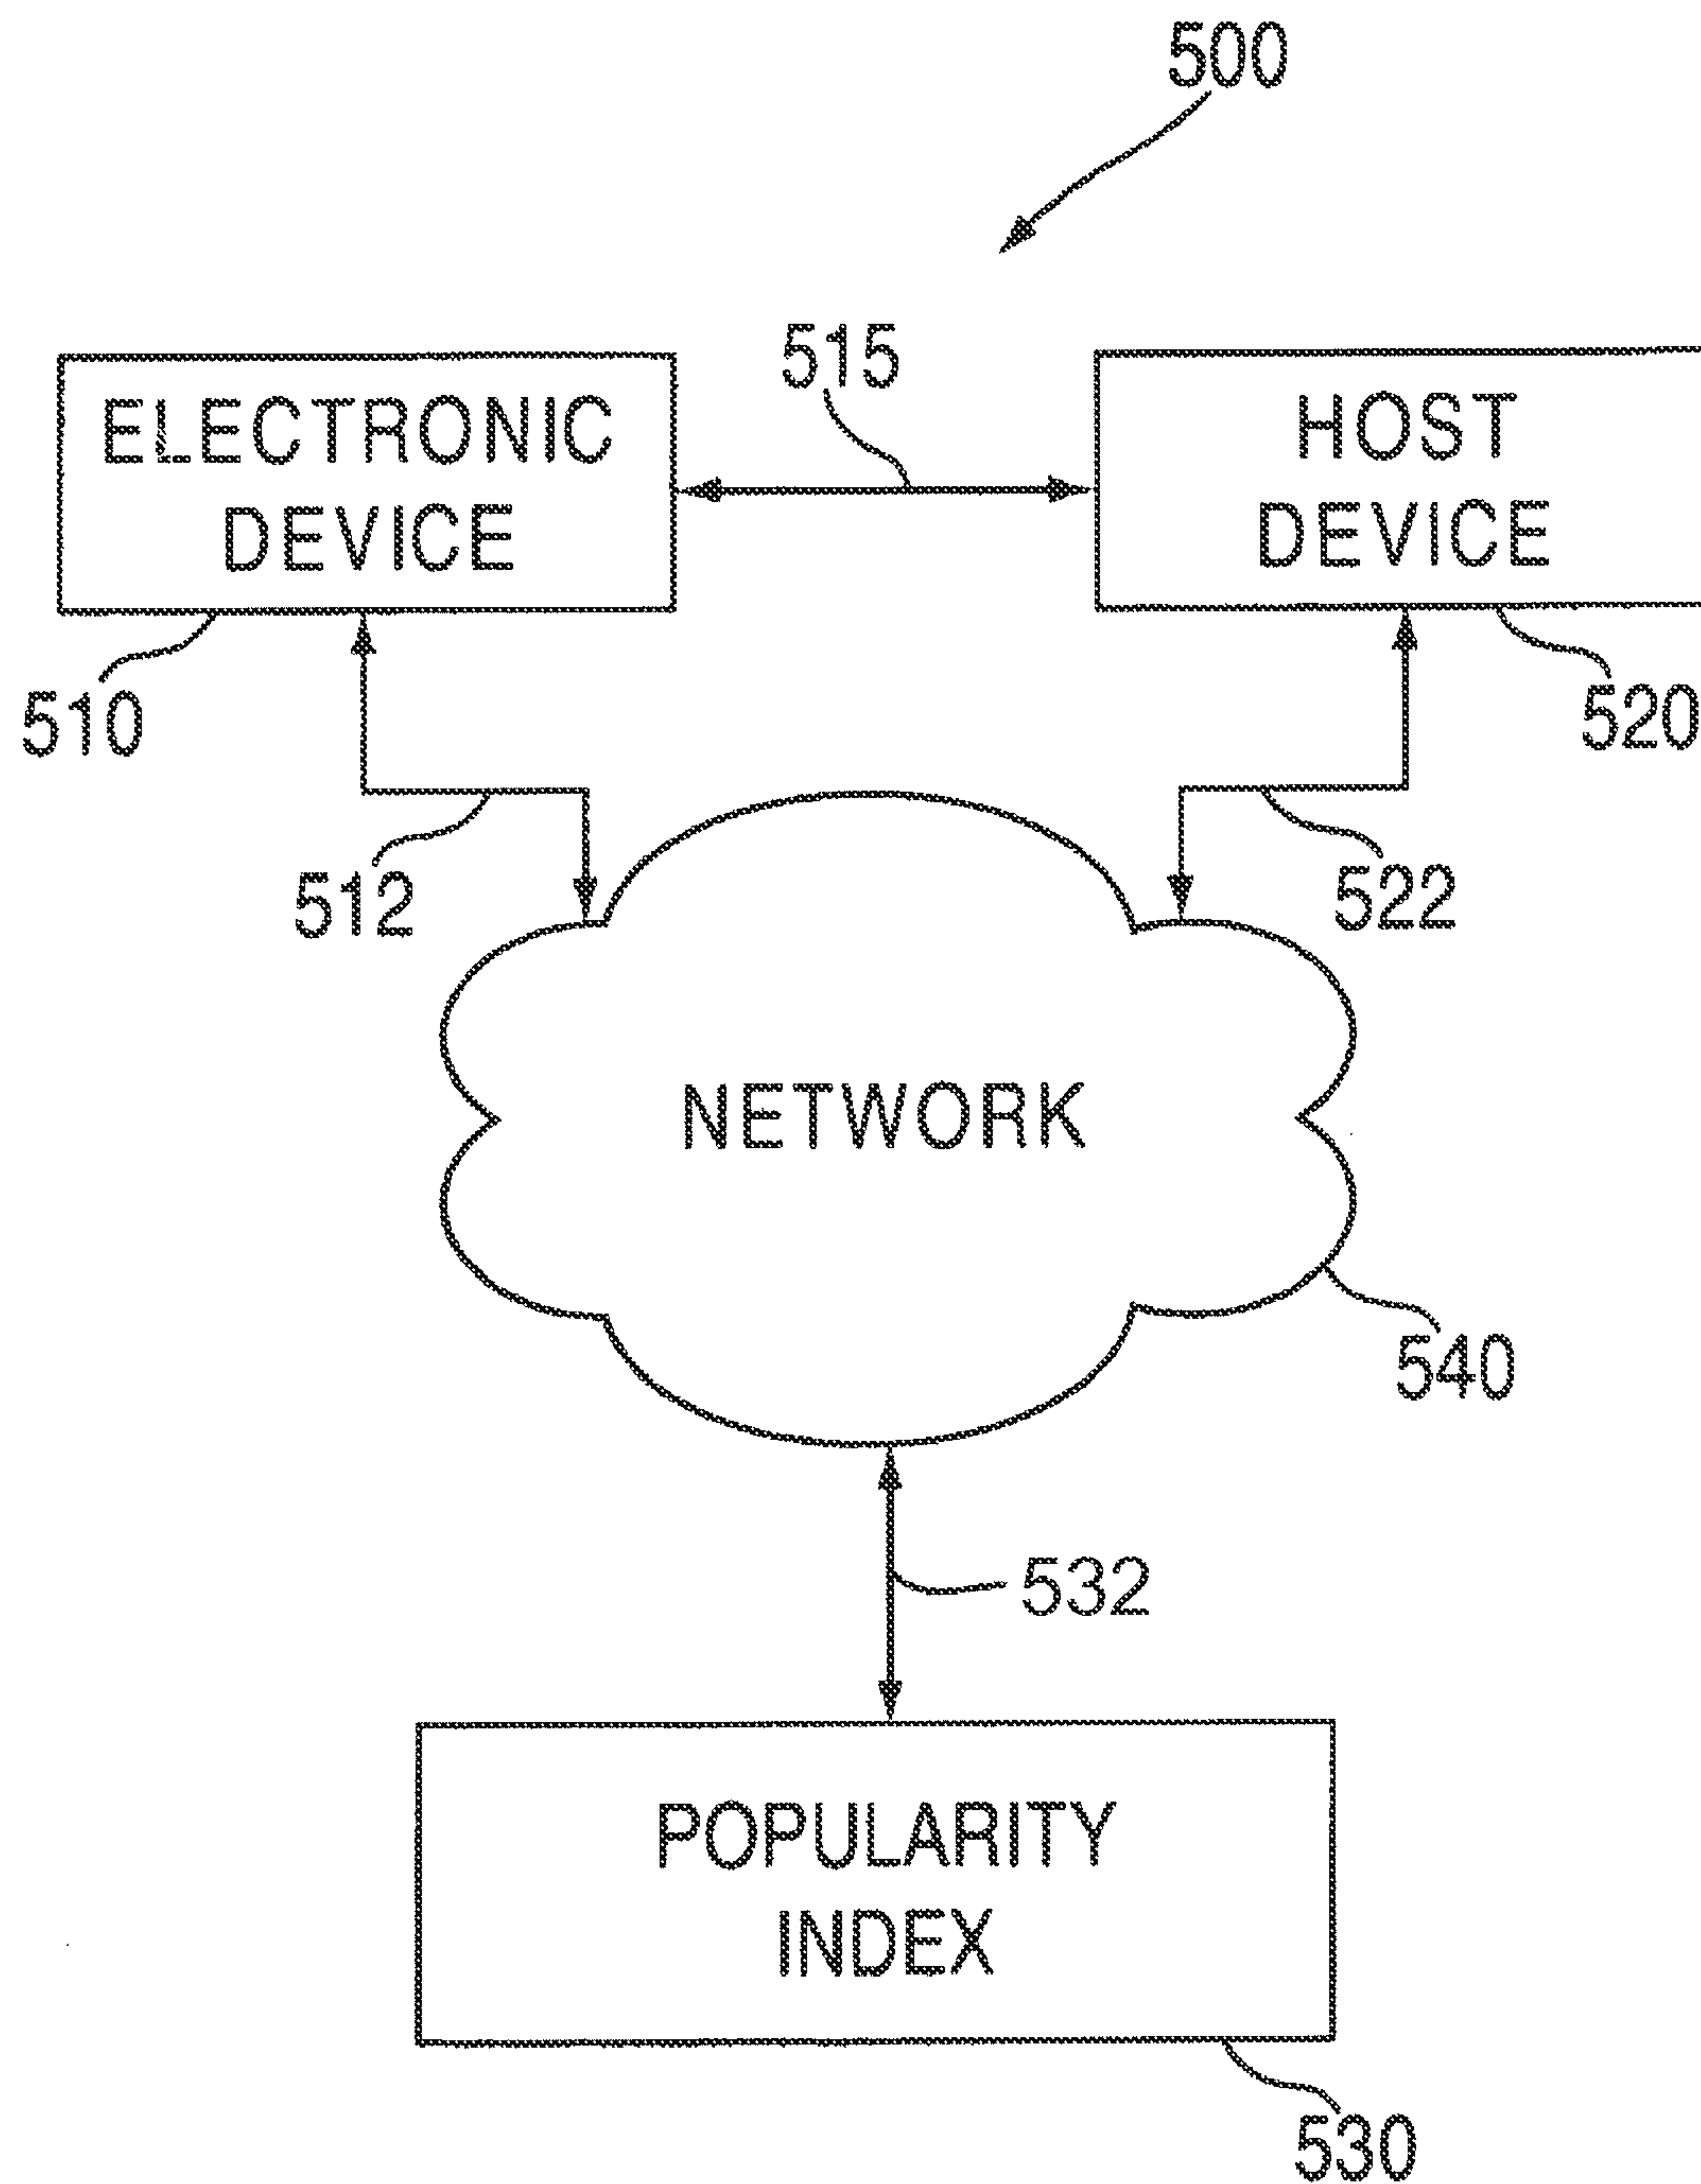 500
515
ELECTRONIC
DEVICE
HOST
DEVICE
510
520
512
522
NETWORK
540
532
POPULARITY
INDEX
530